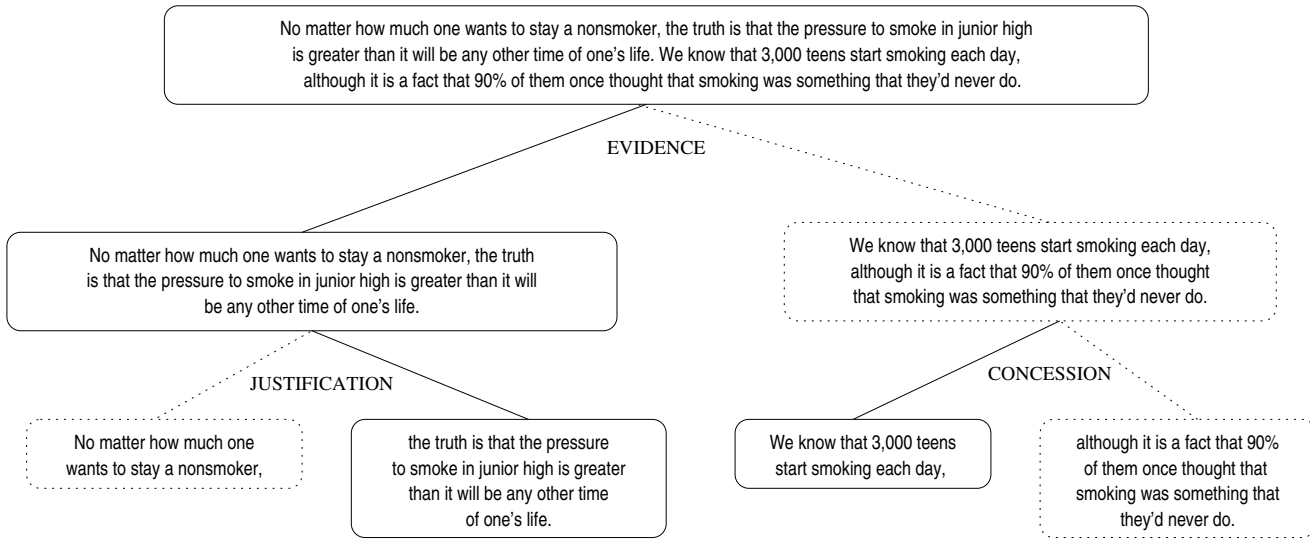 No matter how much one wants to stay a nonsmoker, the truth is that the pressure to smoke in junior high
is greater than it will be any other time of one's life. We know that 3,000 teens start smoking each day,
although it is a fact that 90% of them once thought that smoking was something that they'd never do.
EVIDENCE
No matter how much one wants to stay a nonsmoker, the truth
is that the pressure to smoke in junior high is greater than it will
be any other time of one's life.
We know that 3,000 teens start smoking each day,
although it is a fact that 90% of them once thought
that smoking was something that they'd never do.
JUSTIFICATION
CONCESSION
No matter how much one
wants to stay a nonsmoker,
the truth is that the pressure
to smoke in junior high is greater
than it will be any other time
of one's life.
We know that 3,000 teens
start smoking each day,
although it is a fact that 90%
of them once thought that
smoking was something that
they'd never do.